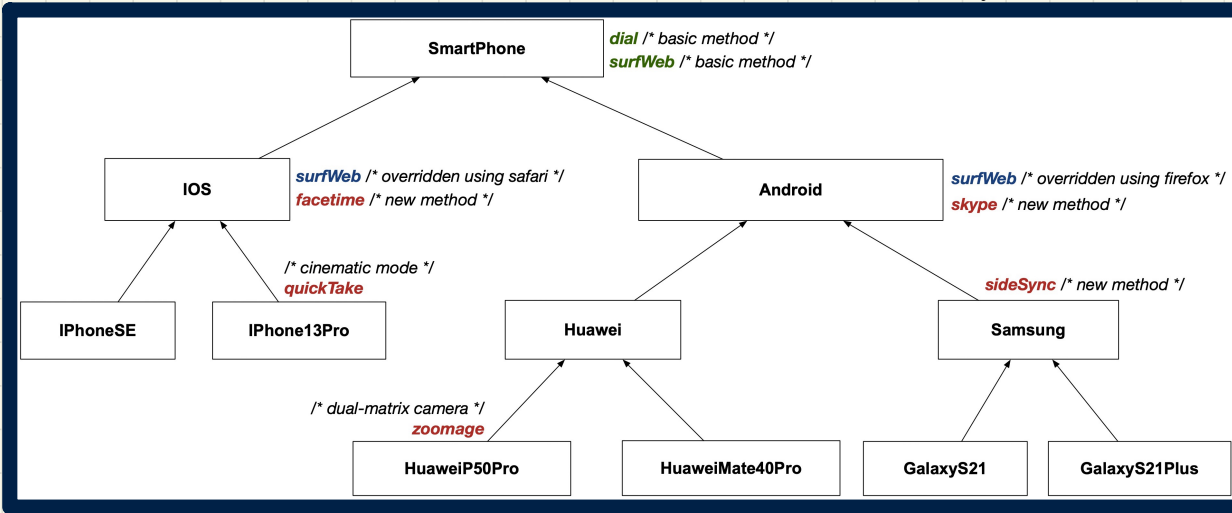 SmartPhone
dial /* basic method */
surfWeb /* basic method */
IOS
surfWeb /* overridden using safari */
facetime /* new method */
Android
surfWeb /* overridden using firefox */
skype /* new method */
/* cinematic mode */
quickTake
sideSync /* new method */
IPhoneSE
IPhone13Pro
Huawei
Samsung
/* dual-matrix camera */
zoomage
HuaweiP50Pro
HuaweiMate40Pro
GalaxyS21
GalaxyS21Plus